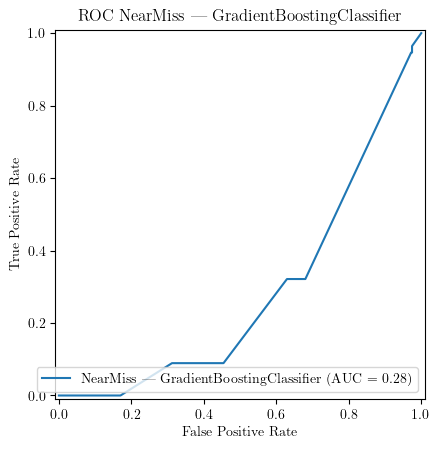 ROC NearMiss — GradientBoostingClassifier
1.0
0.8
0.6
0.4
0.2
0.0
True Positive Rate
NearMiss — GradientBoostingClassifier (AUC = 0.28)
0.0 0.2 0.4 0.6 0.8 1.0
False Positive Rate